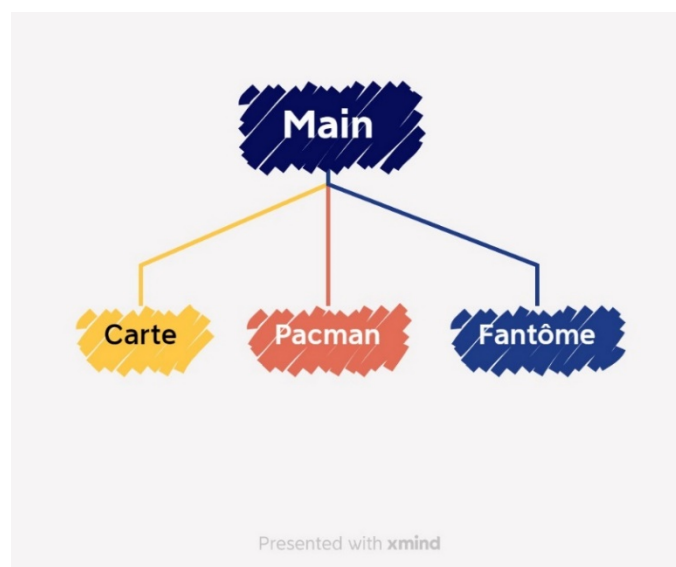 Main
Carte
Pacman
Fantôme
Presented with xmind